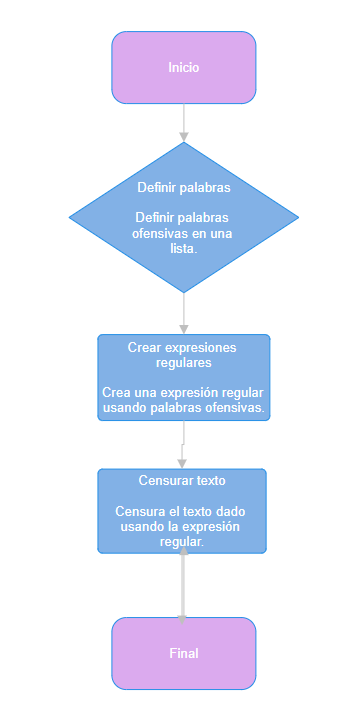 Inicio
Definir palabras
Definir palabras
ofensivas en una
lista.
Crear expresiones
regulares
Crea una expresión regular
usando palabras ofensivas.
Censurar texto
Censura el texto dado
usando la expresión
regular.
Final